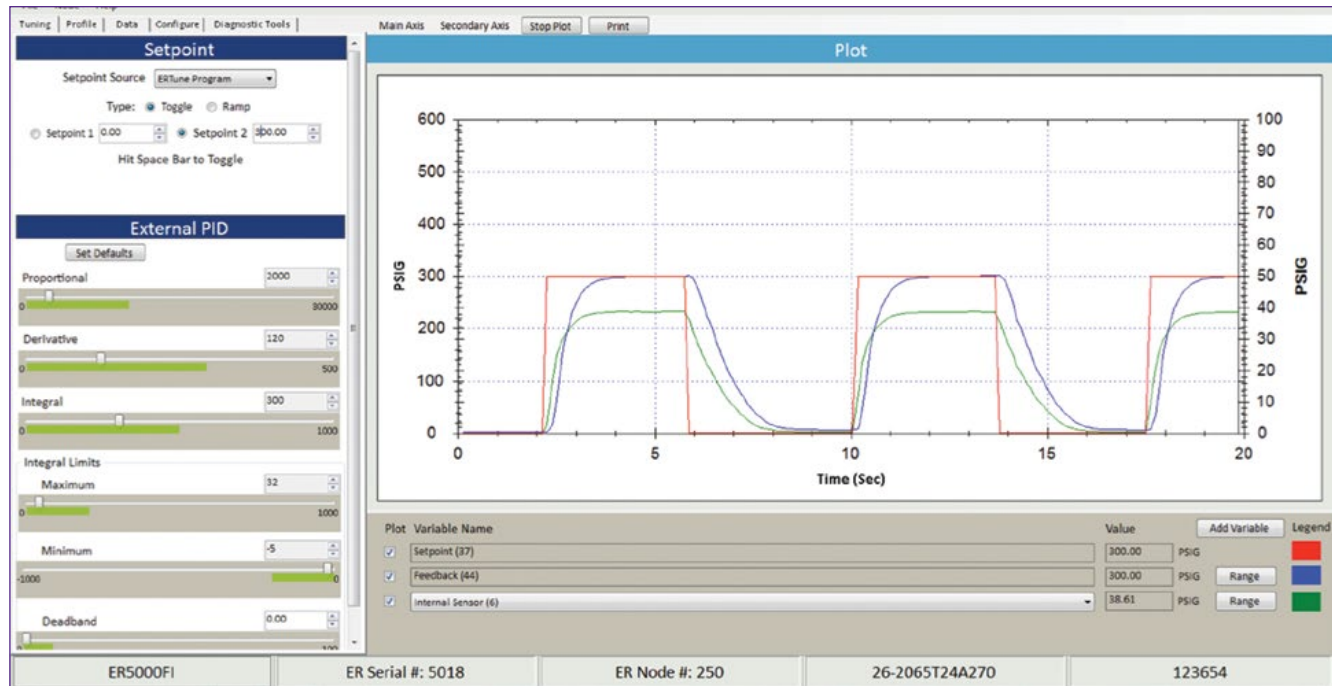 Tuning Profile Data Configure Diagnostic Tools
Main Axis Secondary Axis Stop Plot Print
Setpoint
Setpoint Source ERTune Program
Type: Toggle Ramp
Setpoint 1 0.00 Setpoint 2 300.00
Hit Space Bar to Toggle
External PID
Set Defaults
Proportional 2000
0 30000
Derivative 120
0 500
Integral 300
0 1000
Integral Limits
Maximum 32
0 1000
Minimum -5
-1000 0
Deadband 0.00
Plot
600
500
400
300
200
100
0
PSIG
100
90
80
70
60
50
40
30
20
10
0
PSIG
0 5 10 15 20
Time (Sec)
Plot Variable Name Value Add Variable Legend
Setpoint (37) 300.00 PSIG
Feedback (44) 300.00 PSIG Range
Internal Sensor (6) 38.61 PSIG Range
ER5000FI ER Serial #: 5018 ER Node #: 250 26-2065T24A270 123654